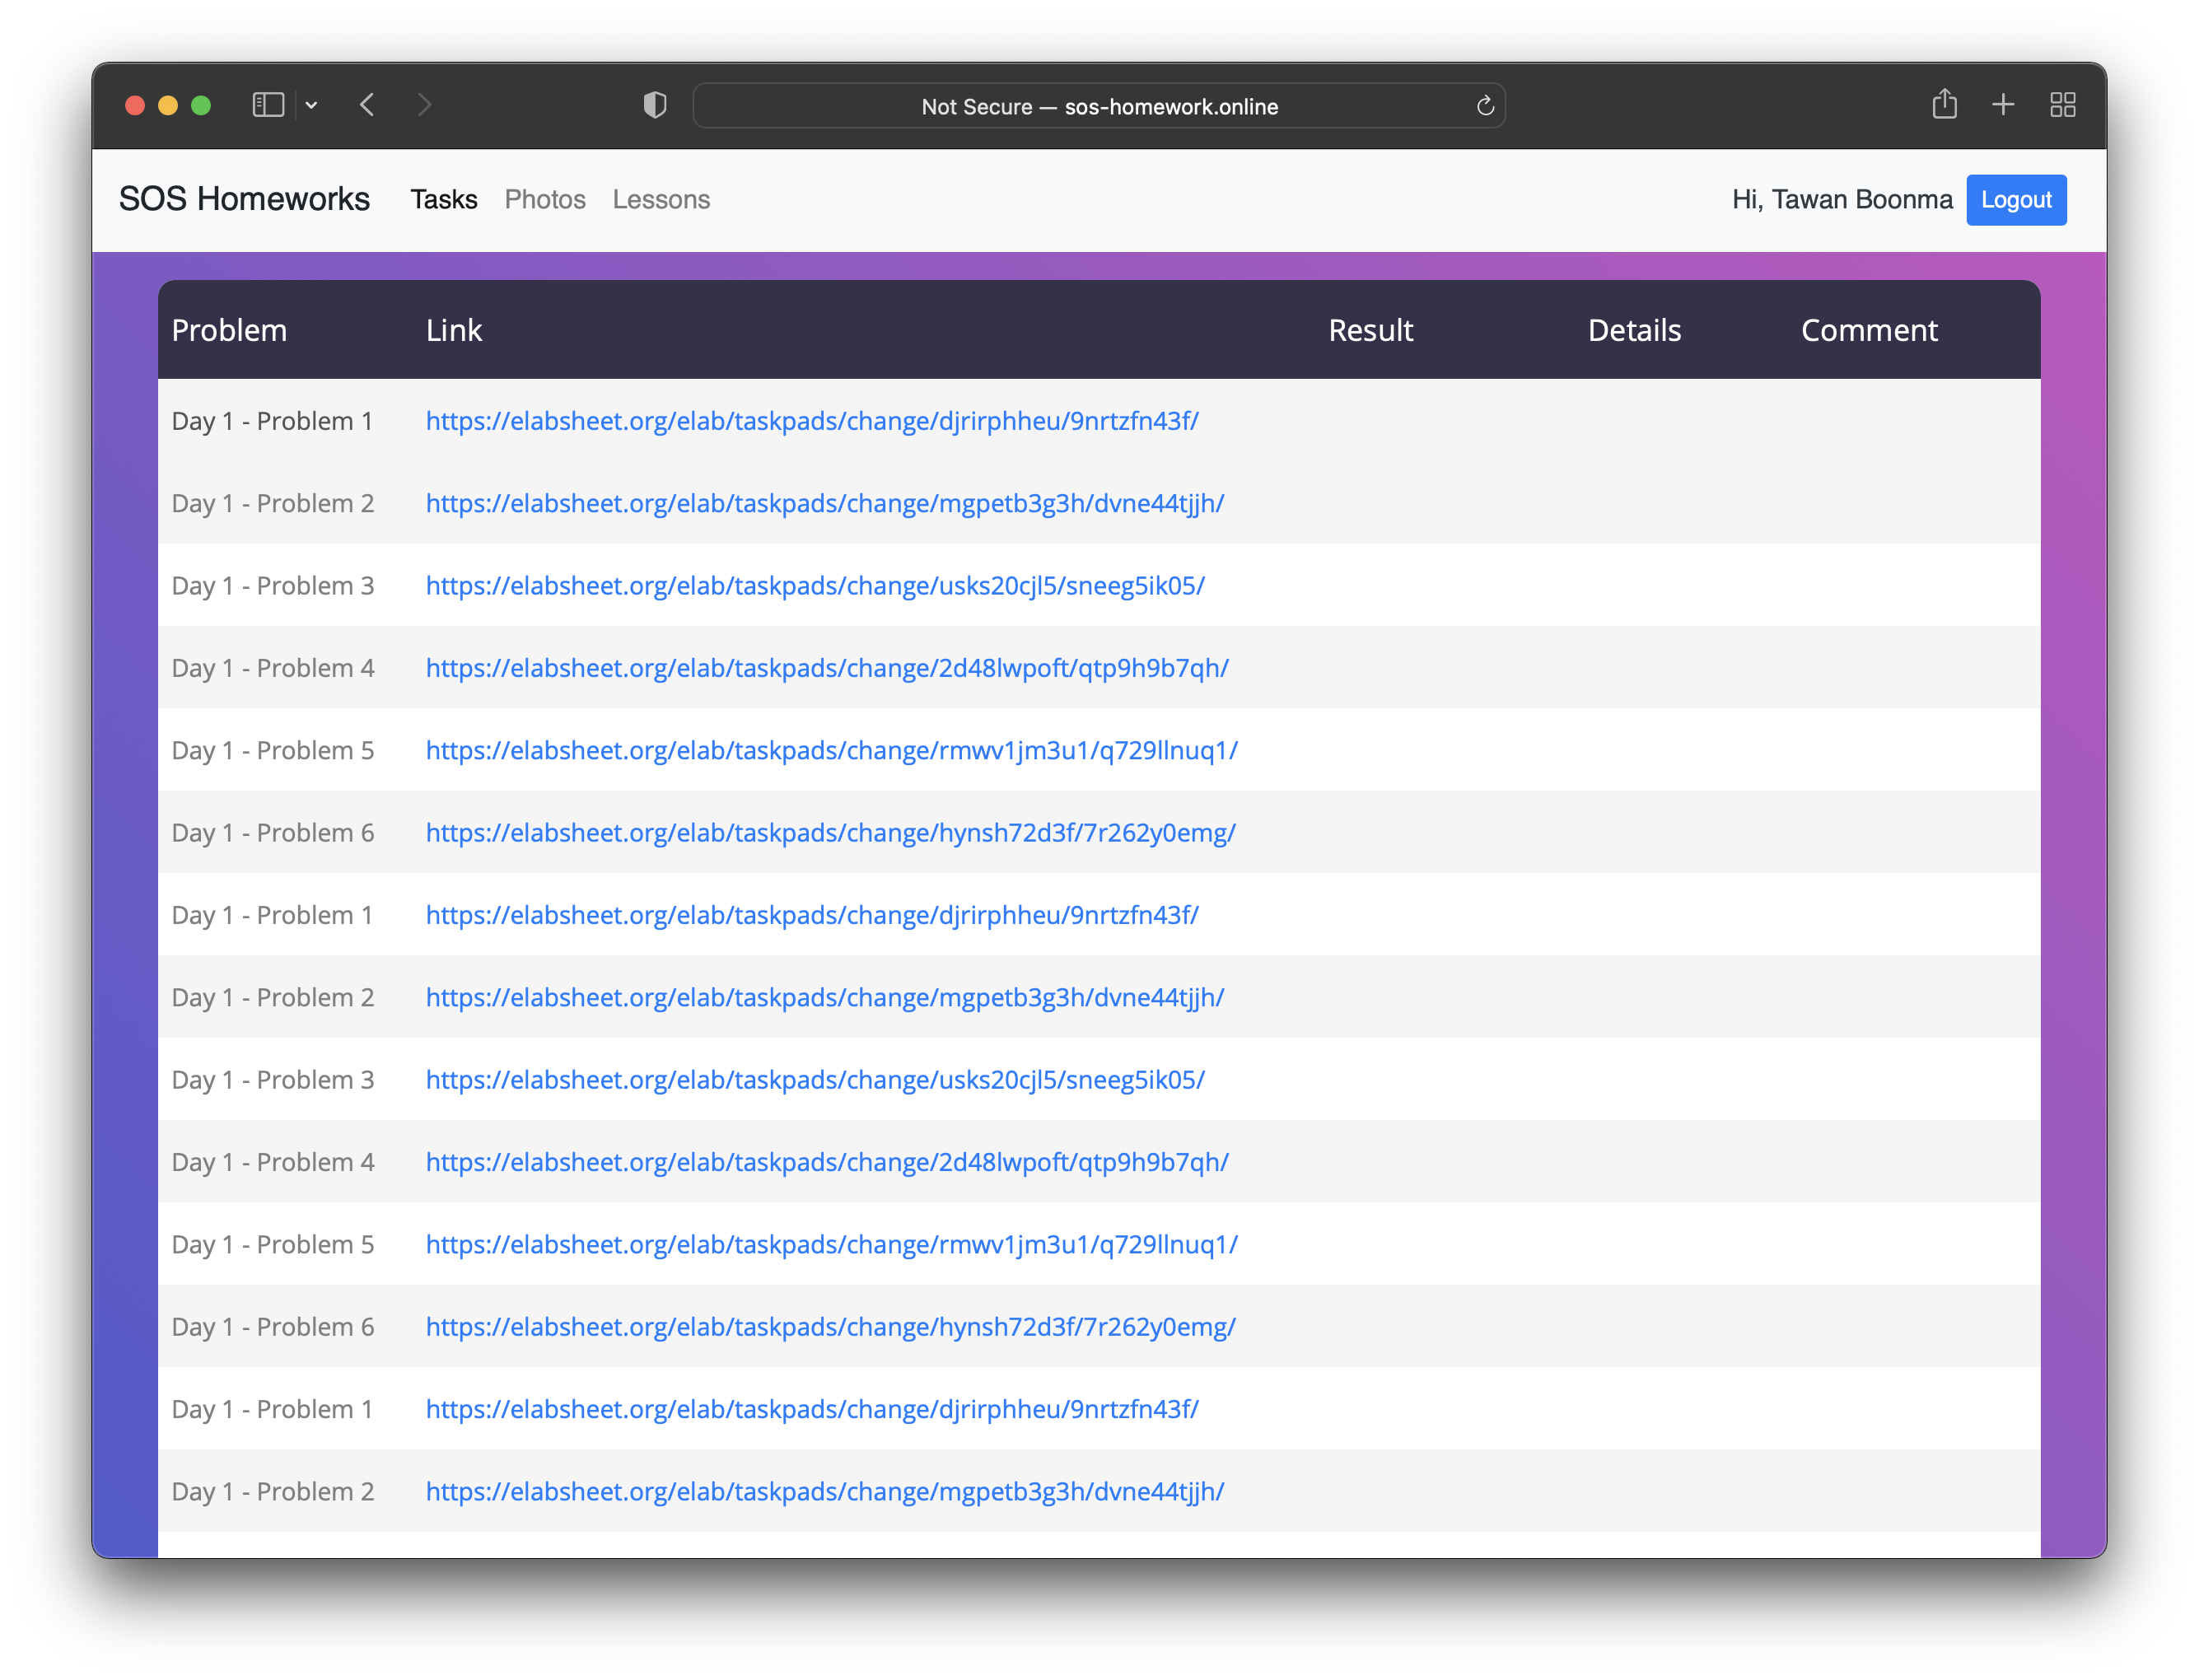 Not Secure — sos-homework.online
SOS Homeworks Tasks Photos Lessons Hi, Tawan Boonma Logout
Problem Link Result Details Comment
Day 1 - Problem 1 https://elabsheet.org/elab/taskpads/change/djrirphheu/9nrtzfn43f/
Day 1 - Problem 2 https://elabsheet.org/elab/taskpads/change/mgpetb3g3h/dvne44tjjh/
Day 1 - Problem 3 https://elabsheet.org/elab/taskpads/change/usks20cjl5/sneeg5ik05/
Day 1 - Problem 4 https://elabsheet.org/elab/taskpads/change/2d48lwpoft/qtp9h9b7qh/
Day 1 - Problem 5 https://elabsheet.org/elab/taskpads/change/rmwv1jm3u1/q729llnuq1/
Day 1 - Problem 6 https://elabsheet.org/elab/taskpads/change/hynsh72d3f/7r262y0emg/
Day 1 - Problem 1 https://elabsheet.org/elab/taskpads/change/djrirphheu/9nrtzfn43f/
Day 1 - Problem 2 https://elabsheet.org/elab/taskpads/change/mgpetb3g3h/dvne44tjjh/
Day 1 - Problem 3 https://elabsheet.org/elab/taskpads/change/usks20cjl5/sneeg5ik05/
Day 1 - Problem 4 https://elabsheet.org/elab/taskpads/change/2d48lwpoft/qtp9h9b7qh/
Day 1 - Problem 5 https://elabsheet.org/elab/taskpads/change/rmwv1jm3u1/q729llnuq1/
Day 1 - Problem 6 https://elabsheet.org/elab/taskpads/change/hynsh72d3f/7r262y0emg/
Day 1 - Problem 1 https://elabsheet.org/elab/taskpads/change/djrirphheu/9nrtzfn43f/
Day 1 - Problem 2 https://elabsheet.org/elab/taskpads/change/mgpetb3g3h/dvne44tjjh/